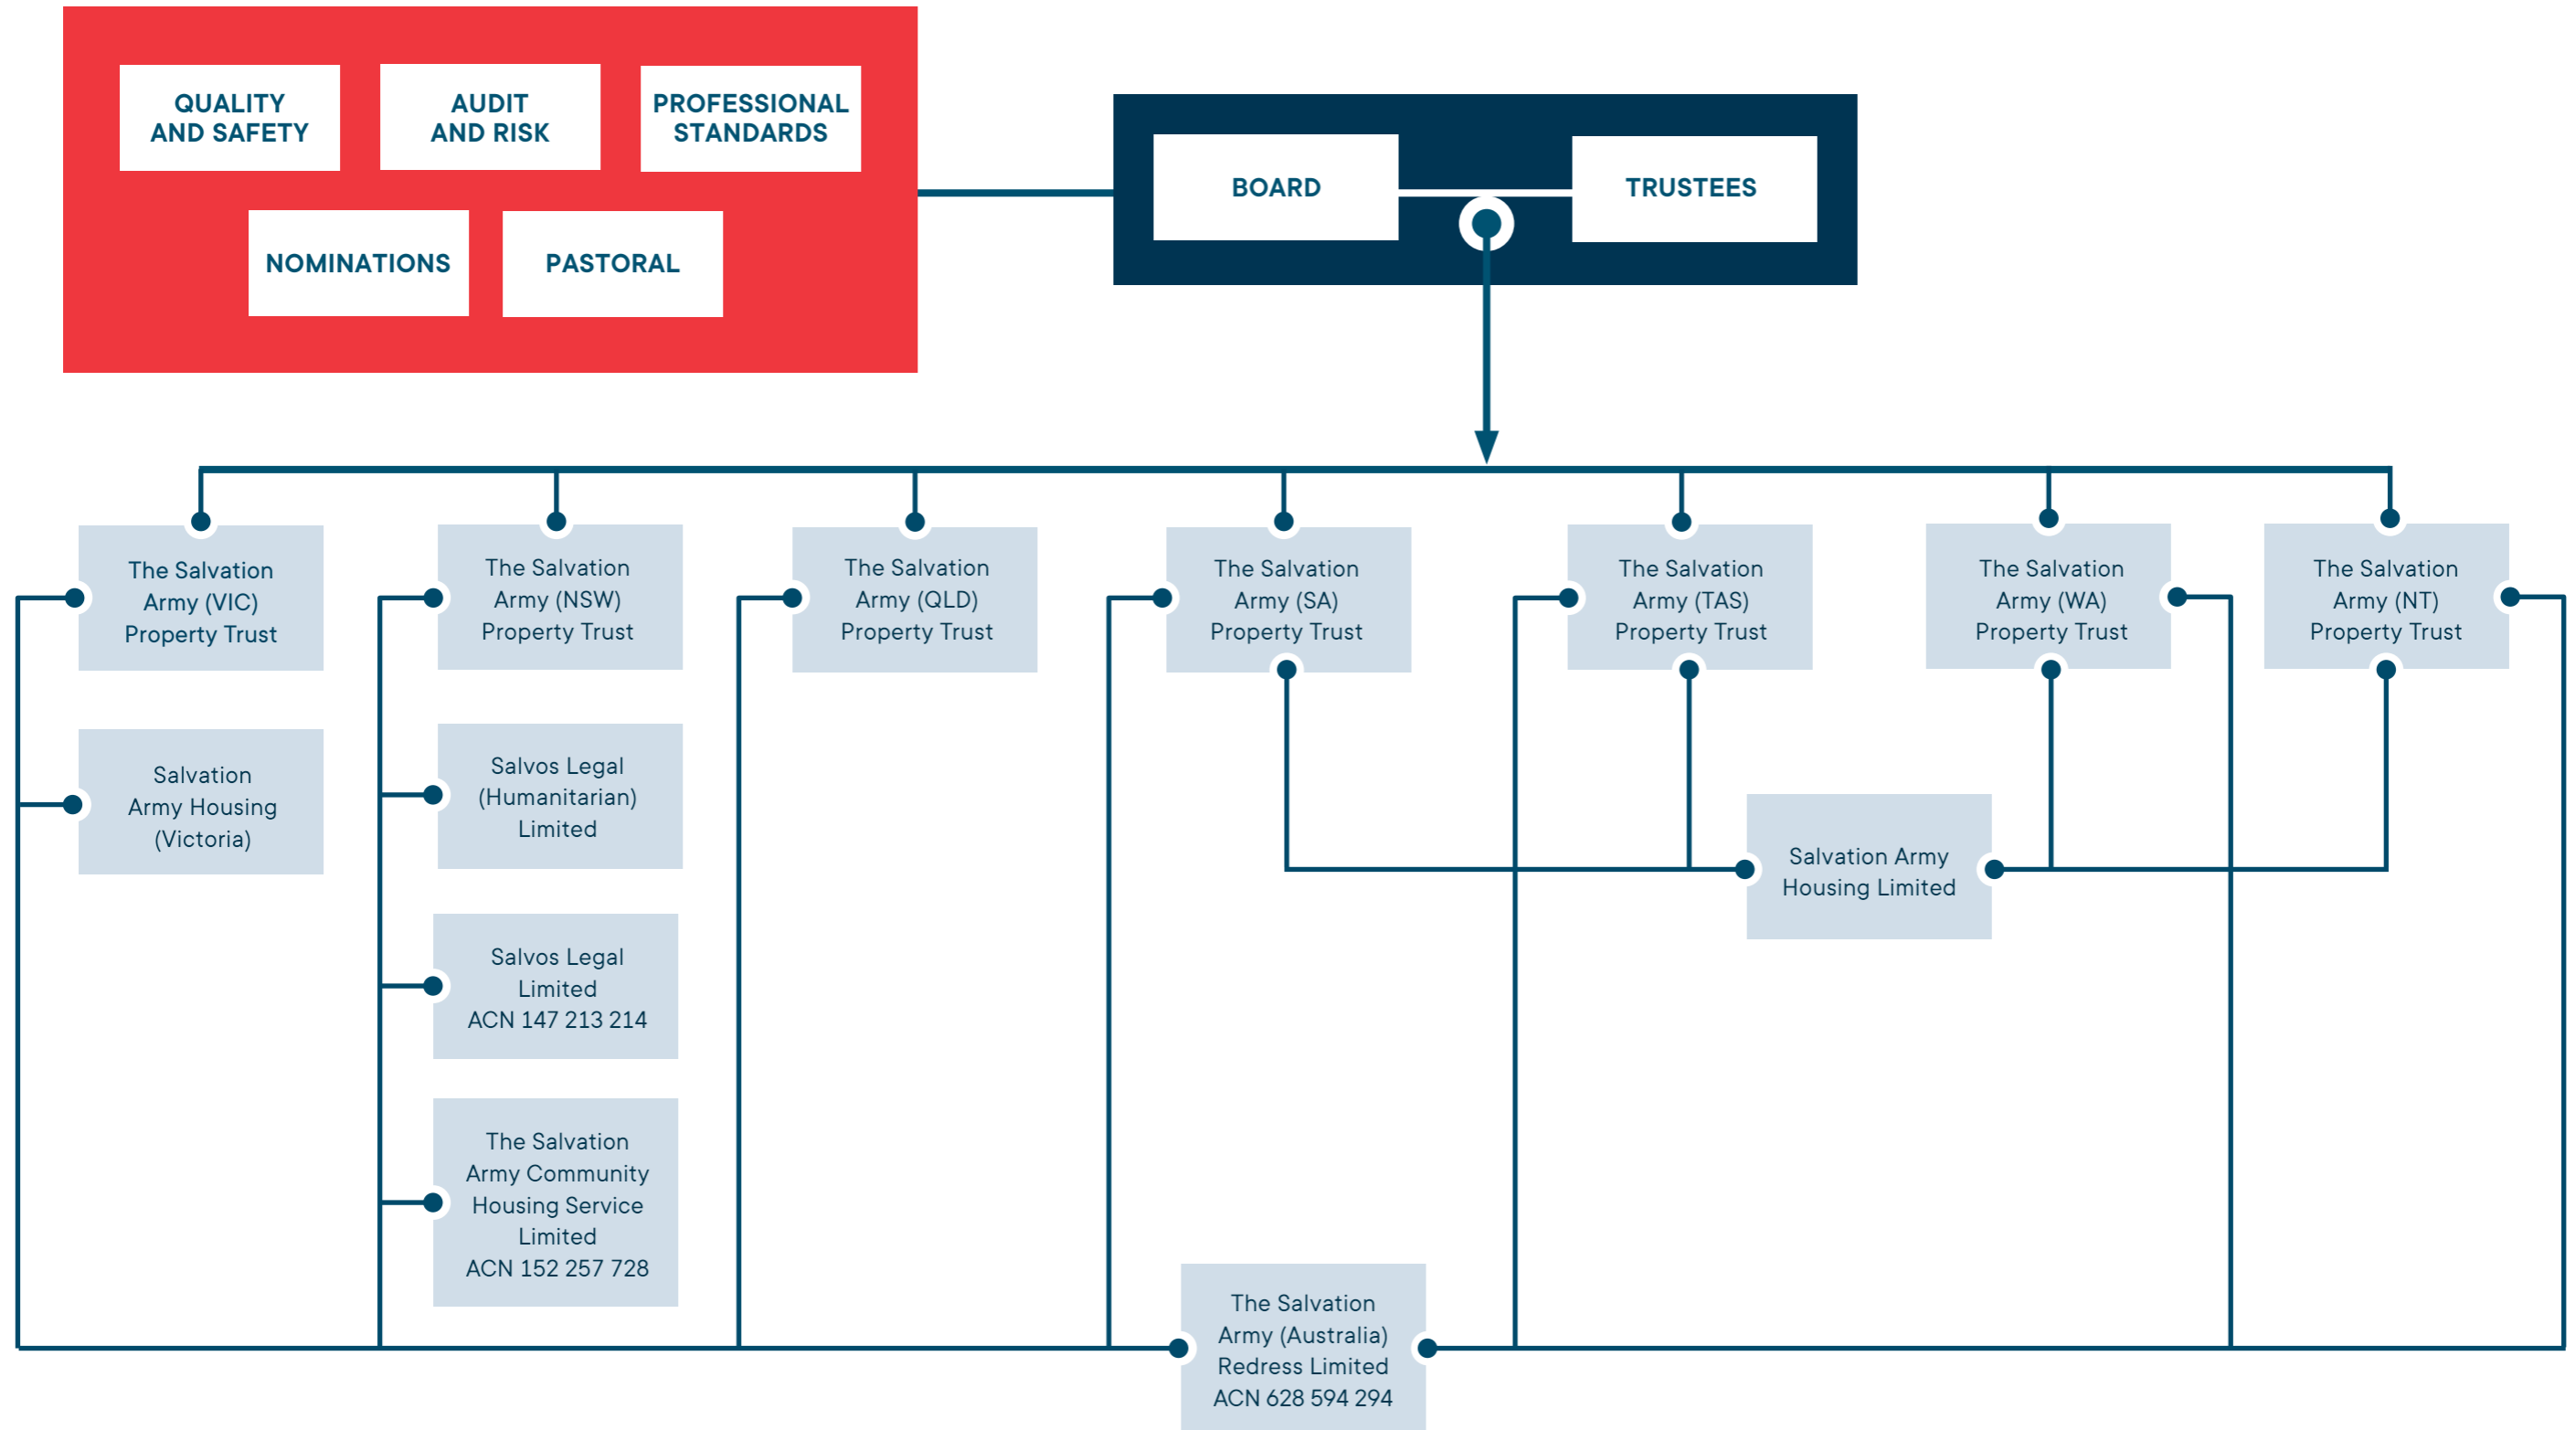 QUALITY
AND SAFETY
AUDIT
AND RISK
PROFESSIONAL
STANDARDS
NOMINATIONS
PASTORAL
BOARD
TRUSTEES
The Salvation
Army (VIC)
Property Trust
The Salvation
Army (NSW)
Property Trust
The Salvation
Army (QLD)
Property Trust
The Salvation
Army (SA)
Property Trust
The Salvation
Army (TAS)
Property Trust
The Salvation
Army (WA)
Property Trust
The Salvation
Army (NT)
Property Trust
Salvation
Army Housing
(Victoria)
Salvos Legal
(Humanitarian)
Limited
Salvation Army
Housing Limited
Salvos Legal
Limited
ACN 147 213 214
The Salvation
Army Community
Housing Service
Limited
ACN 152 257 728
The Salvation
Army (Australia)
Redress Limited
ACN 628 594 294